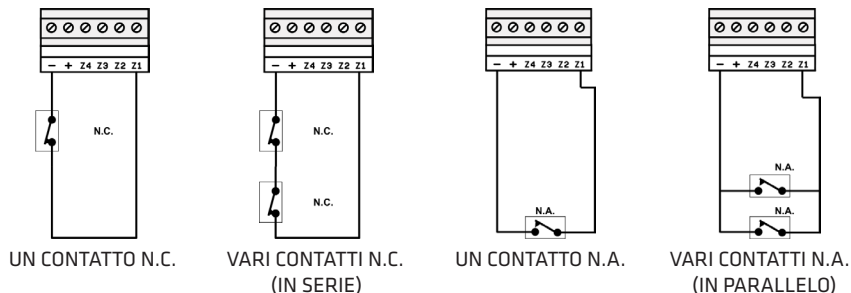 − + Z4 Z3 Z2 Z1
N.C.
UN CONTATTO N.C.
− + Z4 Z3 Z2 Z1
N.C.
N.C.
VARI CONTATTI N.C.
(IN SERIE)
− + Z4 Z3 Z2 Z1
N.A.
UN CONTATTO N.A.
− + Z4 Z3 Z2 Z1
N.A.
N.A.
VARI CONTATTI N.A.
(IN PARALLELO)